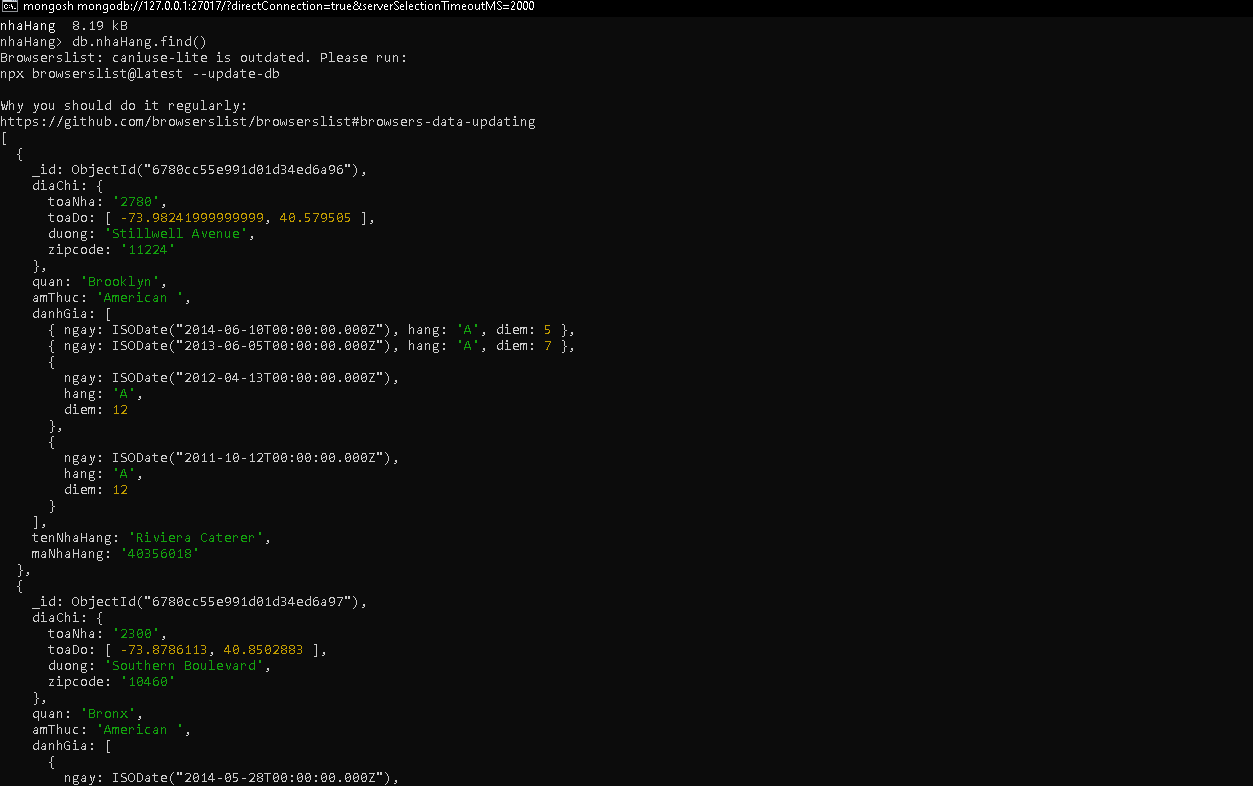 mongosh mongodb://127.0.0.1:27017/?directConnection=true&serverSelectionTimeoutMS=2000
nhaHang  8.19 kB
nhaHang> db.nhaHang.find()
Browserslist: caniuse-lite is outdated. Please run:
npx browserslist@latest --update-db

Why you should do it regularly:
https://github.com/browserslist/browserslist#browsers-data-updating
[
  {
    _id: ObjectId("6780cc55e991d01d34ed6a96"),
    diaChi: {
      toaNha: '2780',
      toaDo: [ -73.98241999999999, 40.579505 ],
      duong: 'Stillwell Avenue',
      zipcode: '11224'
    },
    quan: 'Brooklyn',
    amThuc: 'American ',
    danhGia: [
      { ngay: ISODate("2014-06-10T00:00:00.000Z"), hang: 'A', diem: 5 },
      { ngay: ISODate("2013-06-05T00:00:00.000Z"), hang: 'A', diem: 7 },
      {
        ngay: ISODate("2012-04-13T00:00:00.000Z"),
        hang: 'A',
        diem: 12
      },
      {
        ngay: ISODate("2011-10-12T00:00:00.000Z"),
        hang: 'A',
        diem: 12
      }
    ],
    tenNhaHang: 'Riviera Caterer',
    maNhaHang: '40356018'
  },
  {
    _id: ObjectId("6780cc55e991d01d34ed6a97"),
    diaChi: {
      toaNha: '2300',
      toaDo: [ -73.8786113, 40.8502883 ],
      duong: 'Southern Boulevard',
      zipcode: '10460'
    },
    quan: 'Bronx',
    amThuc: 'American ',
    danhGia: [
      {
        ngay: ISODate("2014-05-28T00:00:00.000Z"),